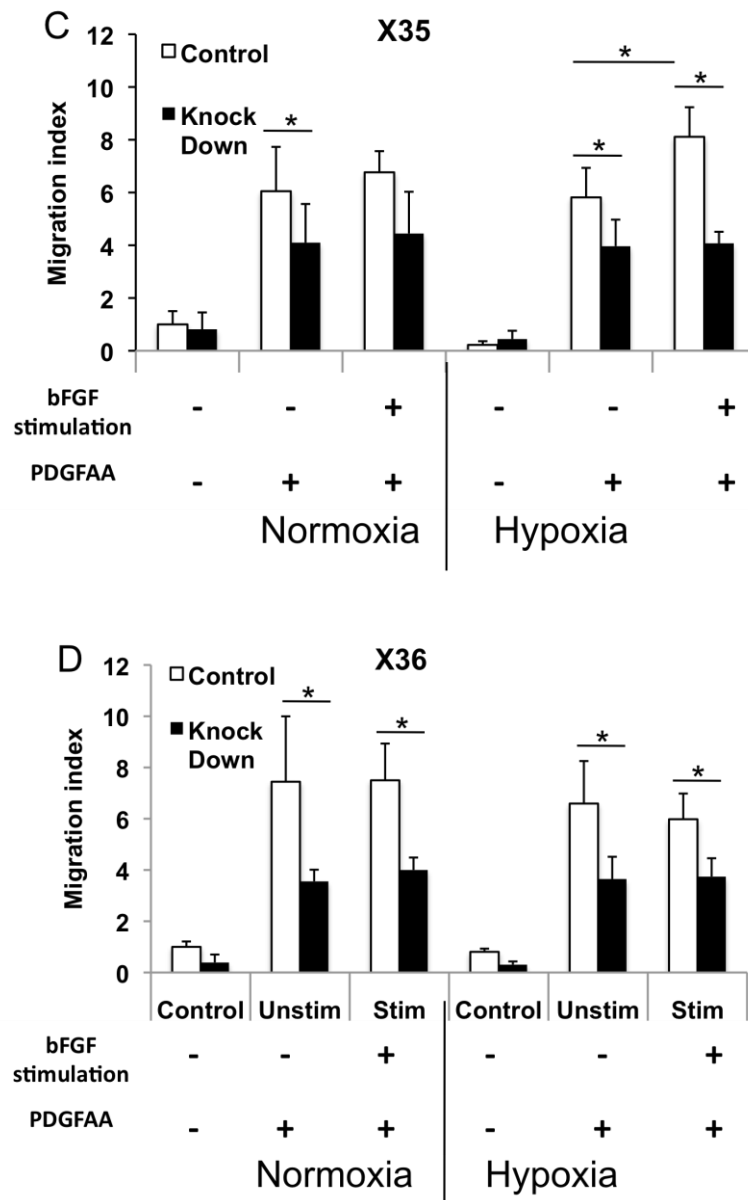 C
X35
12
Control
10
Knock
Down
*
*
*
*
8
6
4
2
0
Migration index
bFGF
stimulation
- - + - - +
PDGFAA
- + + - + +
Normoxia Hypoxia
D
X36
12
Control
10
Knock
Down
*
*
*
*
8
6
4
2
0
Migration index
Control Unstim Stim Control Unstim Stim
bFGF
stimulation
- - + - - +
PDGFAA
- + + - + +
Normoxia Hypoxia